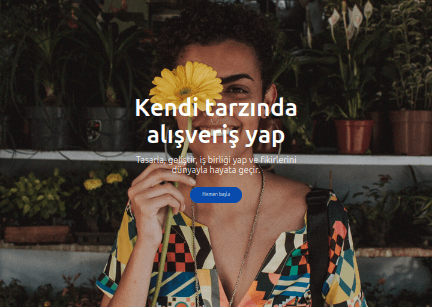 Kendi tarzında
alışveriş yap
Tasarla, geliştir, iş birliği yap ve fikirlerini
dünyayla hayata geçir.
Hemen başla